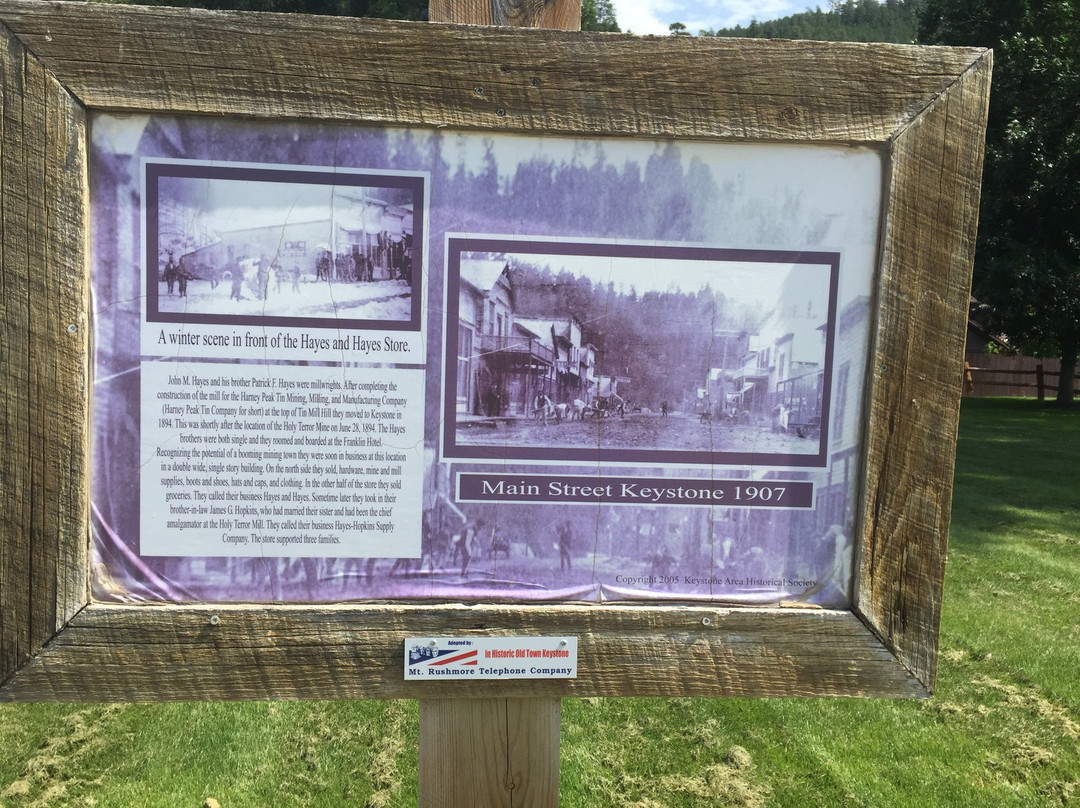 A winter scene in front of the Hayes and Hayes Store.
John M. Hayes and his brother Patrick F. Hayes were millwrights. After completing the
construction of the mill for the Harney Peak Tin Mining, Milling, and Manufacturing Company
(Harney Peak Tin Company for short) at the top of Tin Mill Hill they moved to Keystone in
1894. This was shortly after the location of the Holy Terror Mine on June 28, 1894. The Hayes
brothers were both single and they roomed and boarded at the Franklin Hotel.
Recognizing the potential of a booming mining town they were soon in business at this location
in a double wide, single story building. On the north side they sold, hardware, mine and mill
supplies, boots and shoes, hats and caps, and clothing. In the other half of the store they sold
groceries. They called their business Hayes and Hayes. Sometime later they took in their
brother-in-law James G. Hopkins, who had married their sister and had been the chief
amalgamator at the Holy Terror Mill. They called their business Hayes-Hopkins Supply
Company. The store supported three families.
Main Street Keystone 1907
Copyright 2005 Keystone Area Historical Society
Adopted by:
in Historic Old Town Keystone
Mt. Rushmore Telephone Company